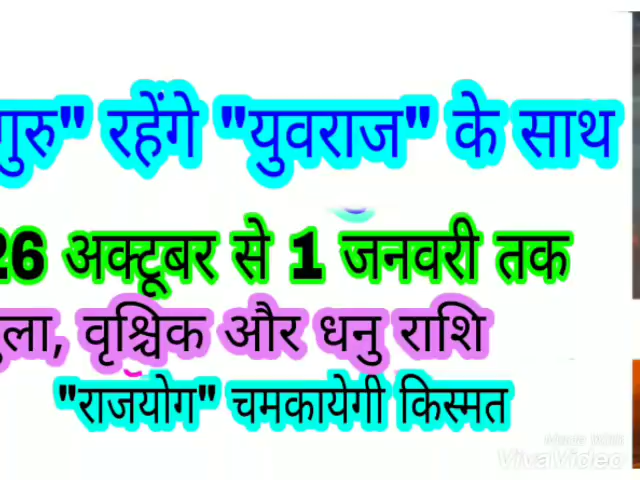 गुरु" रहेंगे "युवराज" के साथ
26 अक्टूबर से 1 जनवरी तक
वृश्चिक और धनु राशि
"राजयोग" चमकायेगी किस्मत
VivaVideo